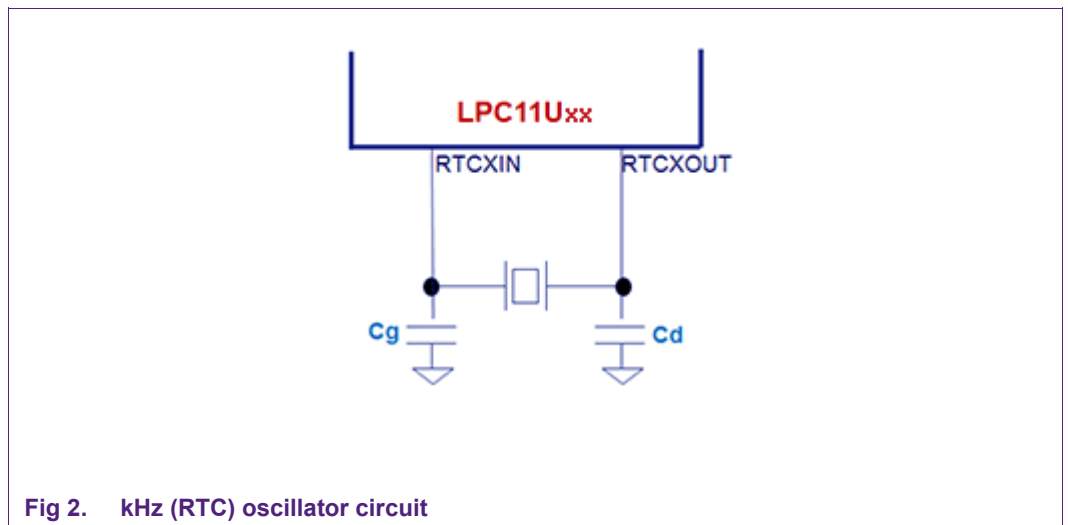 LPC11Uxx
RTCXIN RTCXOUT
Cg Cd
Fig 2. kHz (RTC) oscillator circuit